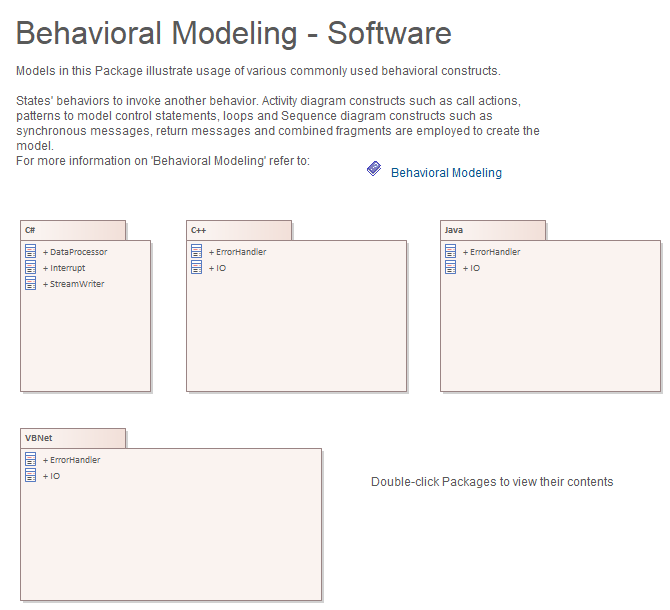 Behavioral Modeling - Software
Models in this Package illustrate usage of various commonly used behavioral constructs.
States' behaviors to invoke another behavior. Activity diagram constructs such as call actions,
patterns to model control statements, loops and Sequence diagram constructs such as
synchronous messages, return messages and combined fragments are employed to create the
model.
For more information on 'Behavioral Modeling' refer to:
Behavioral Modeling
C#
+ DataProcessor
+ Interrupt
+ StreamWriter
C++
+ ErrorHandler
+ IO
Java
+ ErrorHandler
+ IO
VBNet
+ ErrorHandler
+ IO
Double-click Packages to view their contents